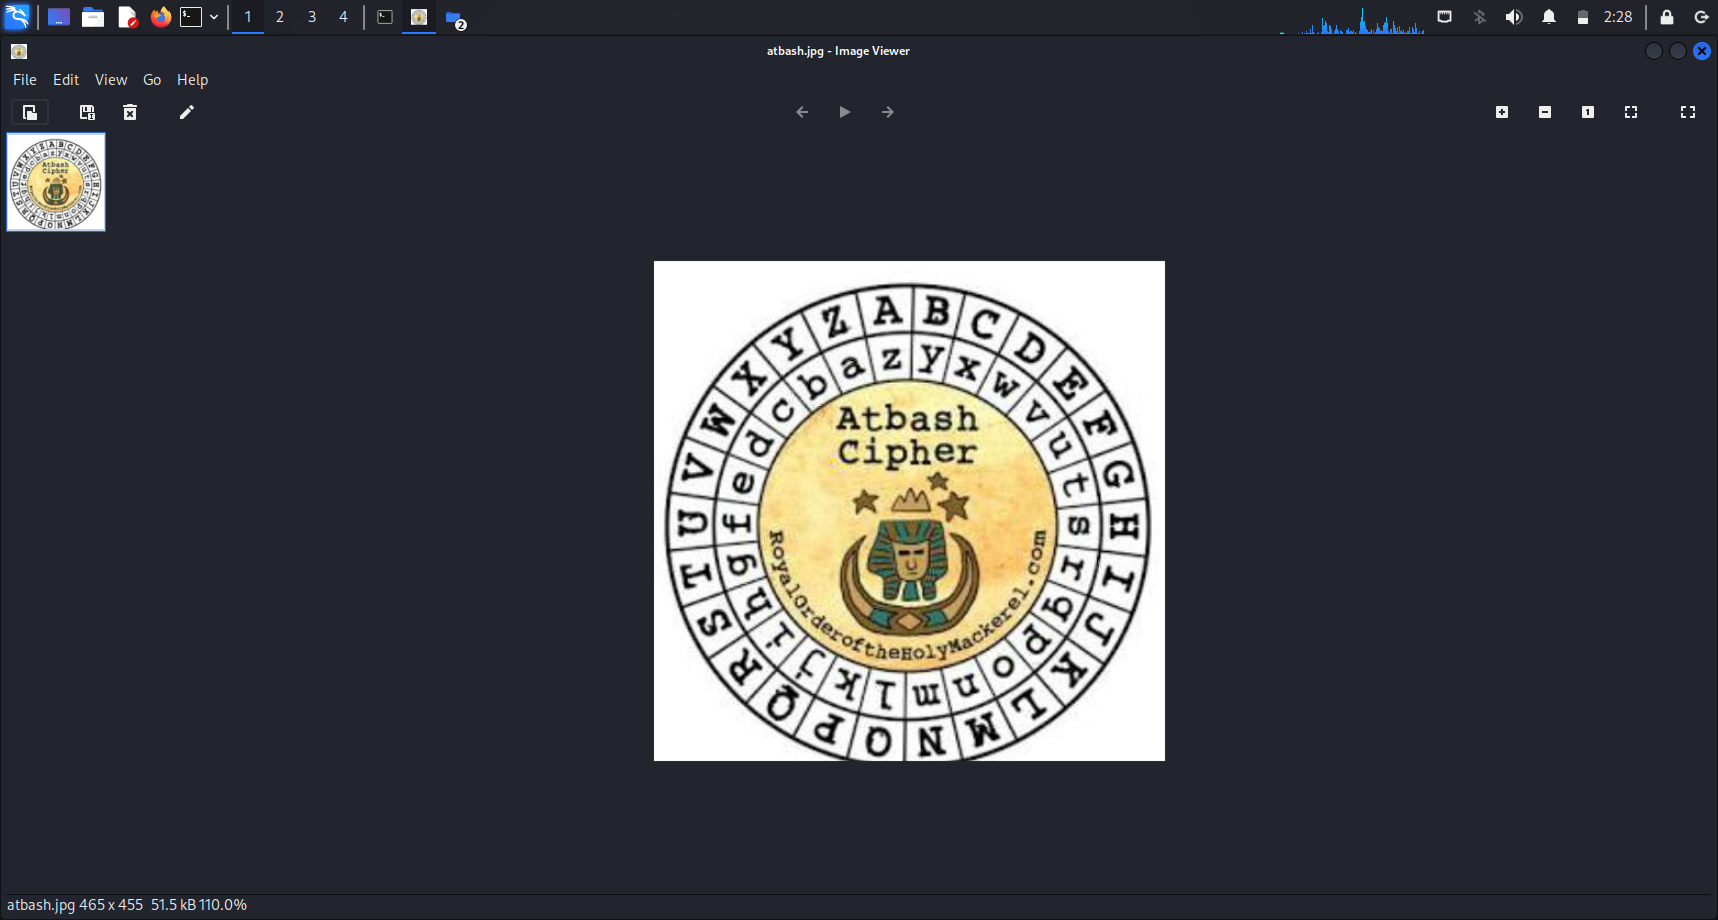 1 2 3 4 2 2:28
atbash.jpg - Image Viewer
File Edit View Go Help
A B C D E F G H I J K L M N O P Q R S T U V W X Y Z
z y x w v u t s r q p o n m l k j i h g f e d c b a
Atbash
Cipher
RoyalOrderoftheHolyMackerel.com
atbash.jpg 465 x 455 51.5 kB 110.0%